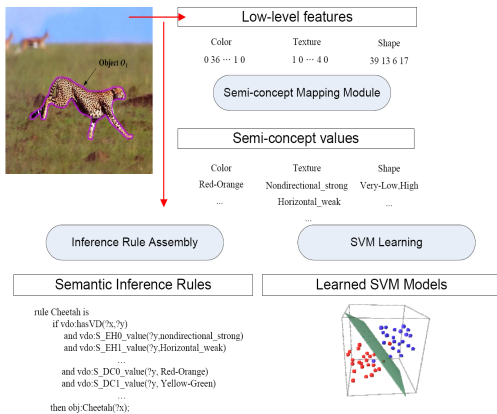 Low-level features
Color Texture Shape
0 36 ··· 1 0 1 0 ··· 4 0 39 13 6 17
Object O1
Semi-concept Mapping Module
Semi-concept values
Color Texture Shape
Red-Orange Nondirectional_strong Very-Low,High
... Horizontal_weak ...
...
Inference Rule Assembly
SVM Learning
Semantic Inference Rules
Learned SVM Models
rule Cheetah is
if vdo:hasVD(?x,?y)
and vdo:S_EH0_value(?y,nondirectional_strong)
and vdo:S_EH1_value(?y,Horizontal_weak)
...
and vdo:S_DC0_value(?y, Red-Orange)
and vdo:S_DC1_value(?y, Yellow-Green)
...
then obj:Cheetah(?x);